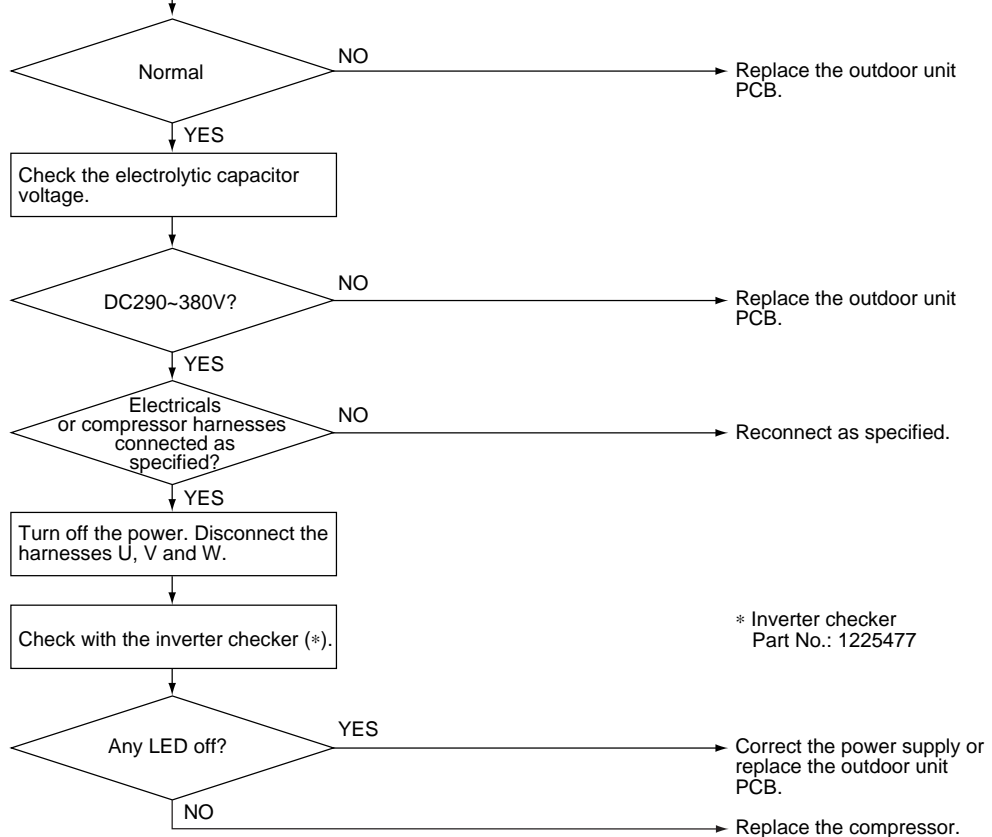 Normal
NO
Replace the outdoor unit
PCB.
YES
Check the electrolytic capacitor
voltage.
DC290~380V?
NO
Replace the outdoor unit
PCB.
YES
Electricals
or compressor harnesses
connected as
specified?
NO
Reconnect as specified.
YES
Turn off the power. Disconnect the
harnesses U, V and W.
Check with the inverter checker (*).
* Inverter checker
Part No.: 1225477
Any LED off?
YES
Correct the power supply or
replace the outdoor unit
PCB.
NO
Replace the compressor.